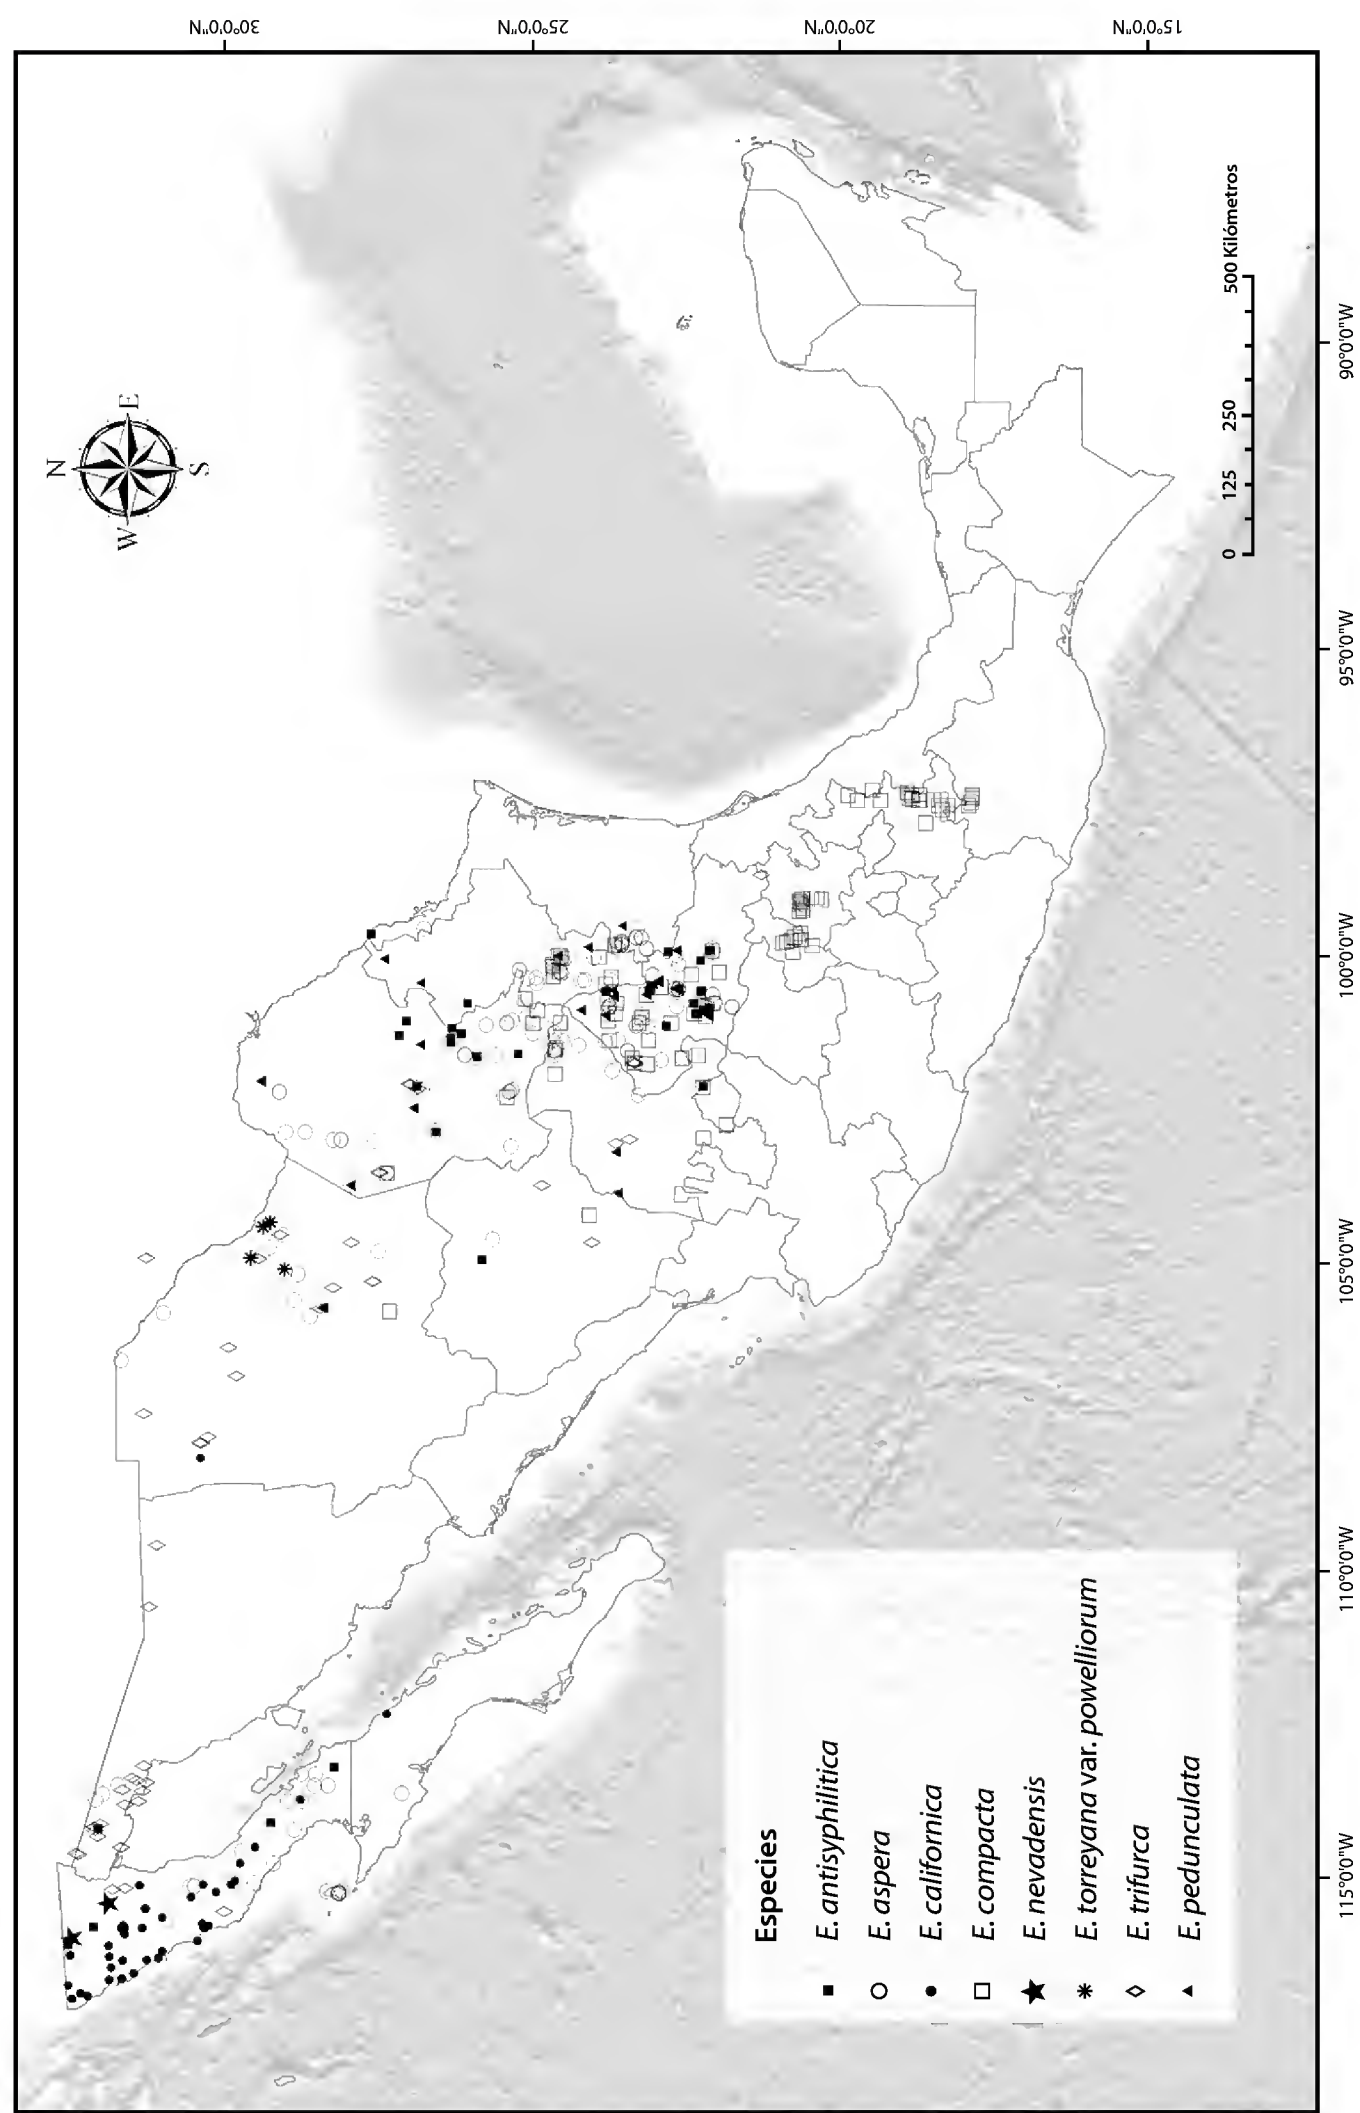 N
W
E
S
30°0'0"N
25°0'0"N
20°0'0"N
15°0'0"N
Especies
E. antisyphilitica
E. aspera
E. californica
E. compacta
E. nevadensis
E. torreyana var. powelliorum
E. trifurca
E. pedunculata
0 125 250 500 Kilómetros
115°0'0"W
110°0'0"W
105°0'0"W
100°0'0"W
95°0'0"W
90°0'0"W